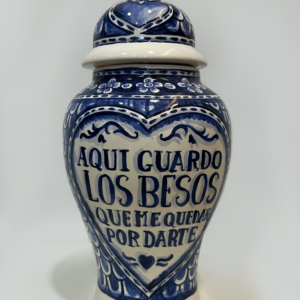 AQUI GUARDO
LOS BESOS
QUE ME QUEDAN
POR DARTE